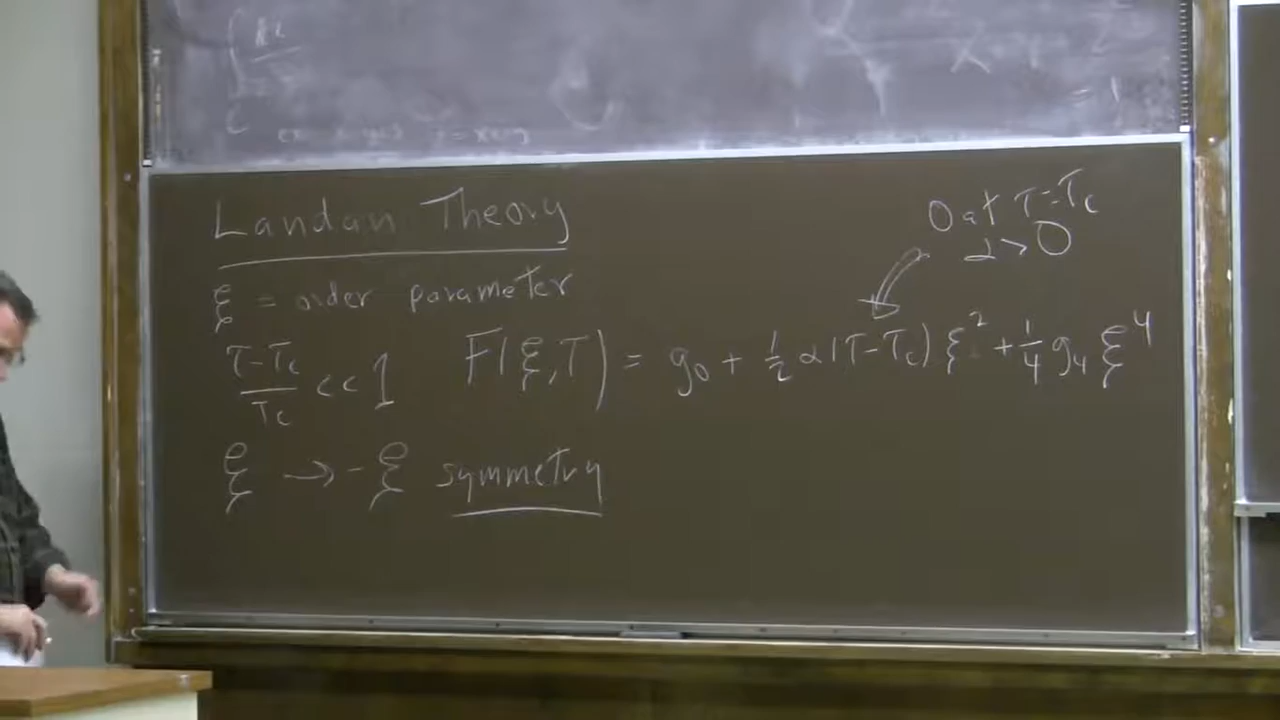 Landau Theory
ξ = order parameter
0 at T=Tc
α>0
T-Tc/Tc << 1
F(ξ,T) = g0 + 1/2 α(T-Tc) ξ² + 1/4 g4 ξ⁴
ξ → -ξ symmetry